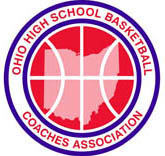 OHIO HIGH SCHOOL BASKETBALL
COACHES ASSOCIATION